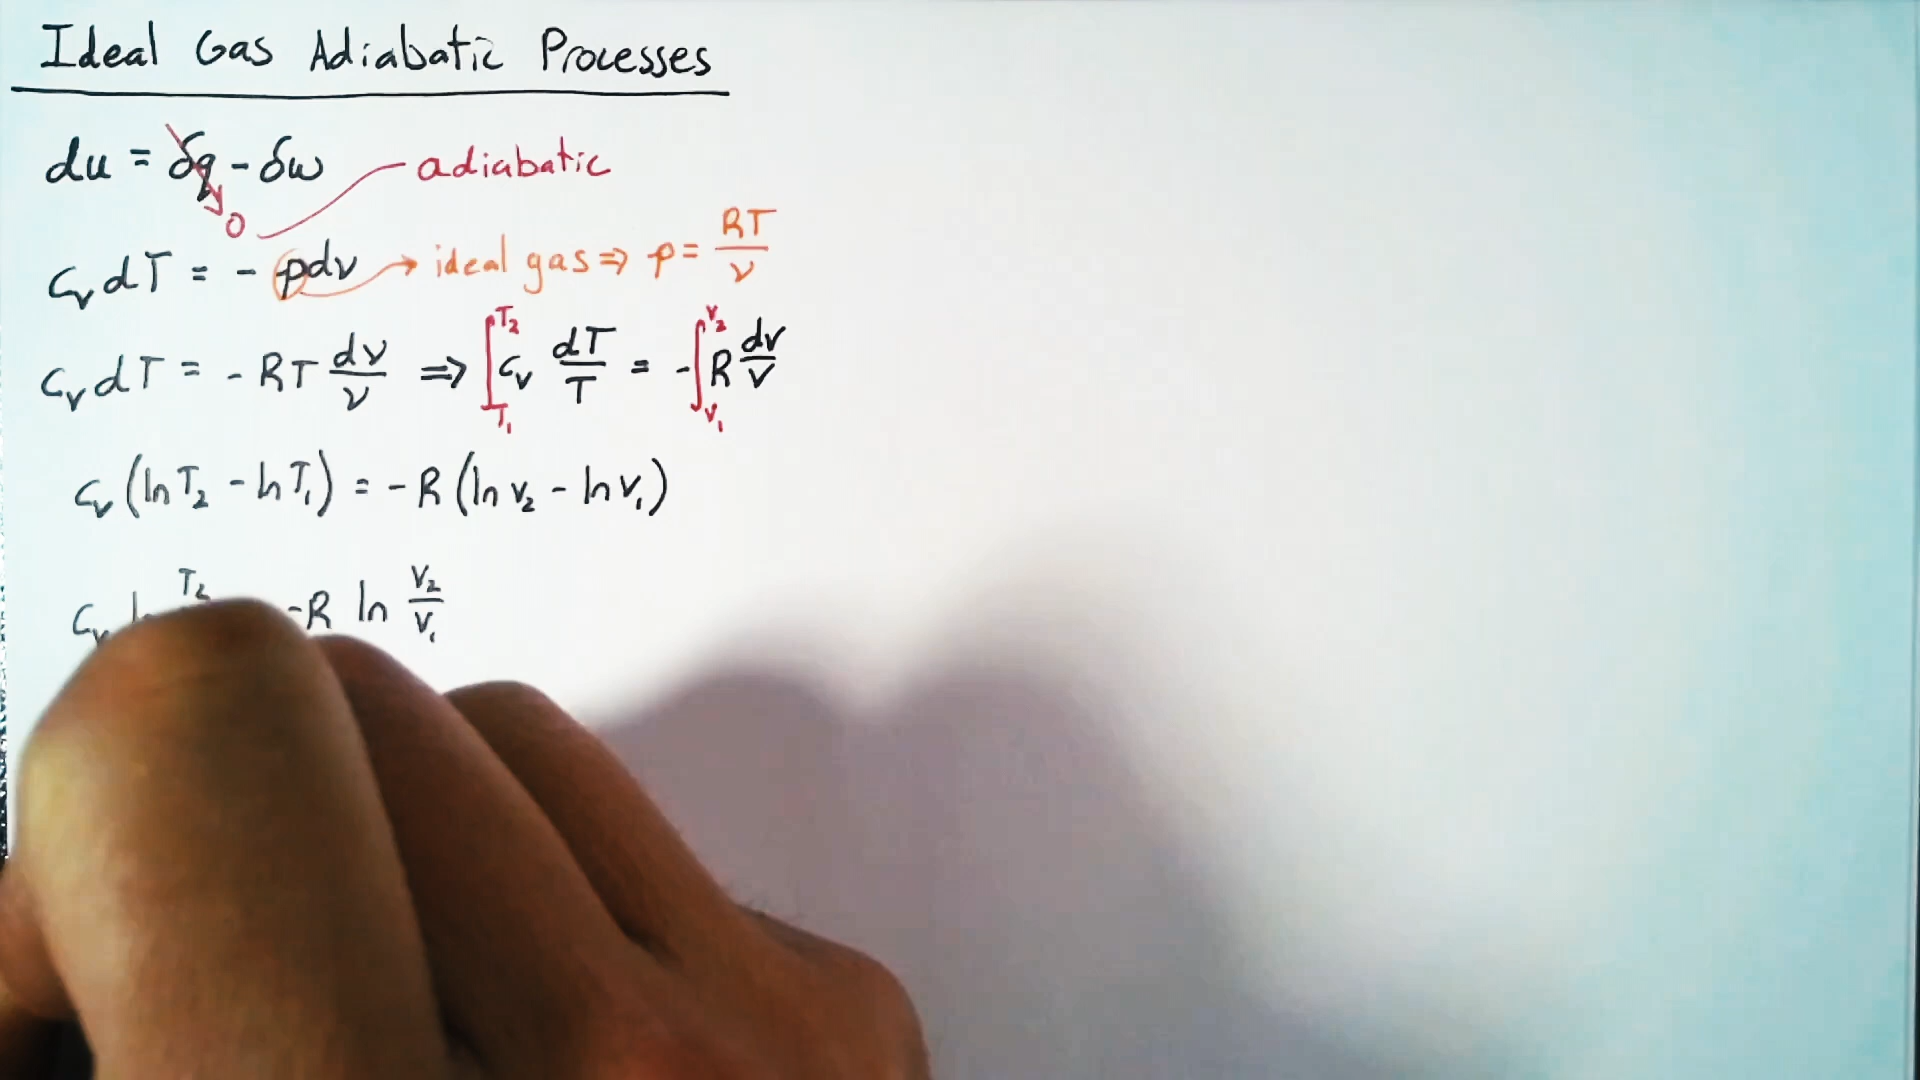 Ideal Gas Adiabatic Processes
du = δq - δw adiabatic
0
c_v dT = - pdv → ideal gas ⇒ p = RT/v
c_v dT = - RT dv/v ⇒ ∫_{T_1}^{T_2} c_v dT/T = - ∫_{v_1}^{v_2} R dv/v
c_v (ln T_2 - ln T_1) = - R (ln v_2 - ln v_1)
c_v T_2 -R ln v_2/v_1